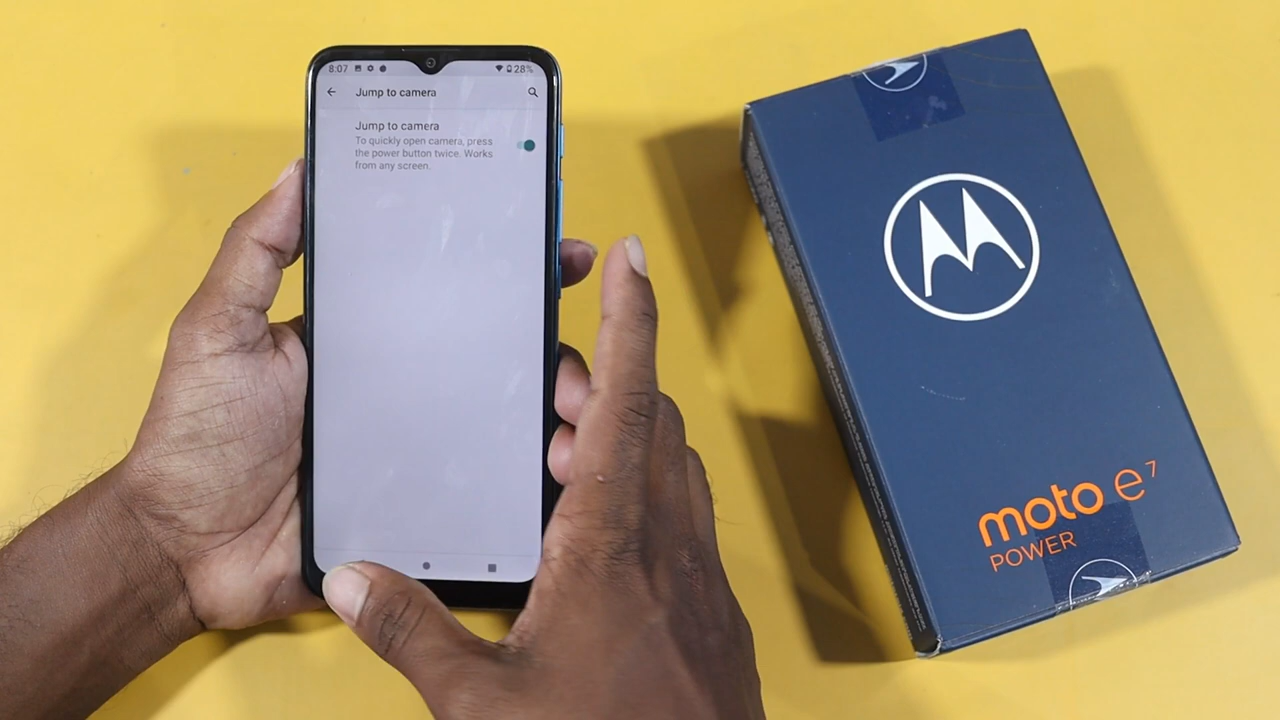 8:07
28%
Jump to camera
Jump to camera
To quickly open camera, press
the power button twice. Works
from any screen.
moto e7
POWER